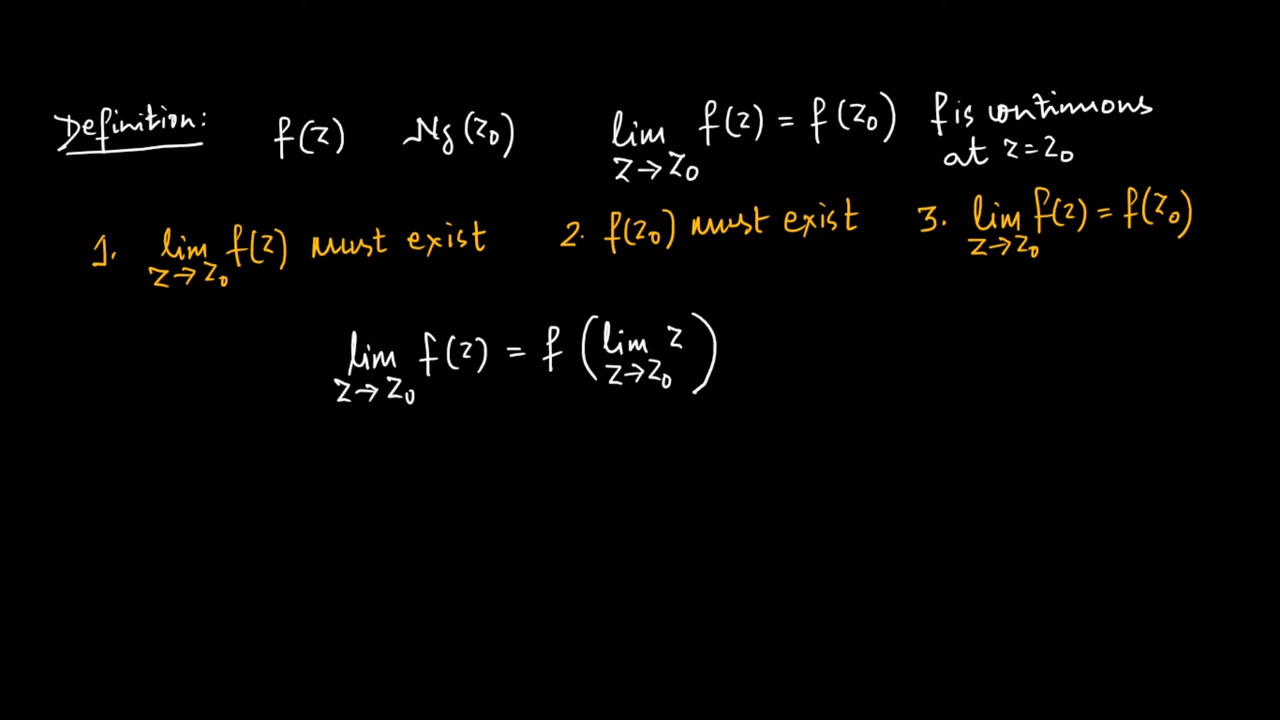 Definition: f(z) N_δ(z₀) lim_{z→z₀} f(z) = f(z₀) f is continuous at z=z₀
1. lim_{z→z₀} f(z) must exist 2. f(z₀) must exist 3. lim_{z→z₀} f(z) = f(z₀)
lim_{z→z₀} f(z) = f(lim_{z→z₀} z)